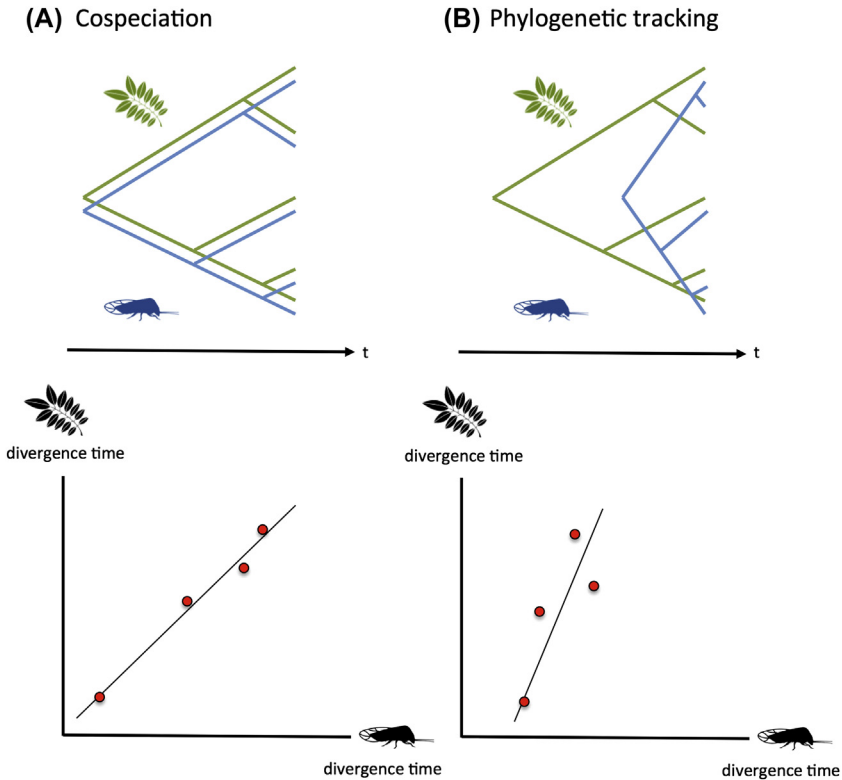 (A) Cospeciation
(B) Phylogenetic tracking
t
t
divergence time
divergence time
divergence time
divergence time